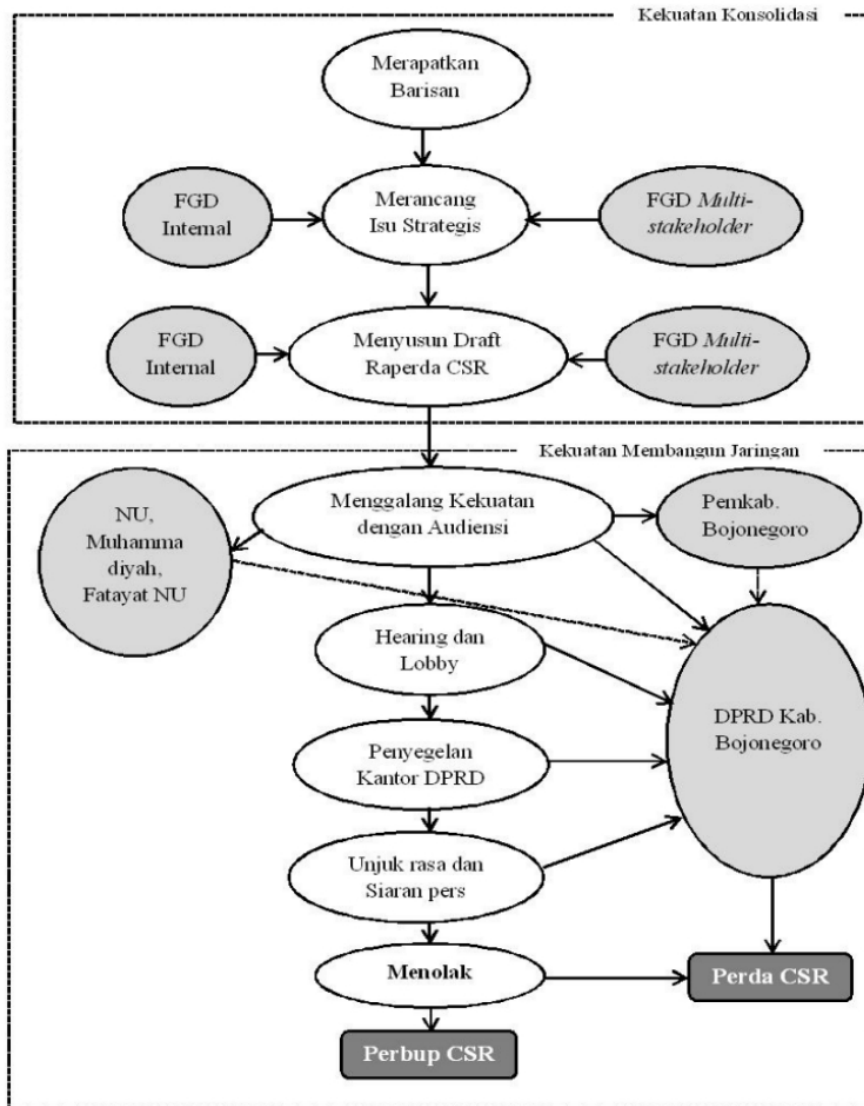 Kekuatan Konsolidasi
Merapatkan
Barisan
FGD
Internal
Merancang
Isu Strategis
FGD Multi-
stakeholder
FGD
Internal
Menyusun Draft
Raperda CSR
FGD Multi-
stakeholder
Kekuatan Membangun Jaringan
NU,
Muhamma
diyah,
Fatayat NU
Menggalang Kekuatan
dengan Audiensi
Pemkab.
Bojonegoro
Hearing dan
Lobby
DPRD Kab.
Bojonegoro
Penyegelan
Kantor DPRD
Unjuk rasa dan
Siaran pers
Menolak
Perda CSR
Perbup CSR